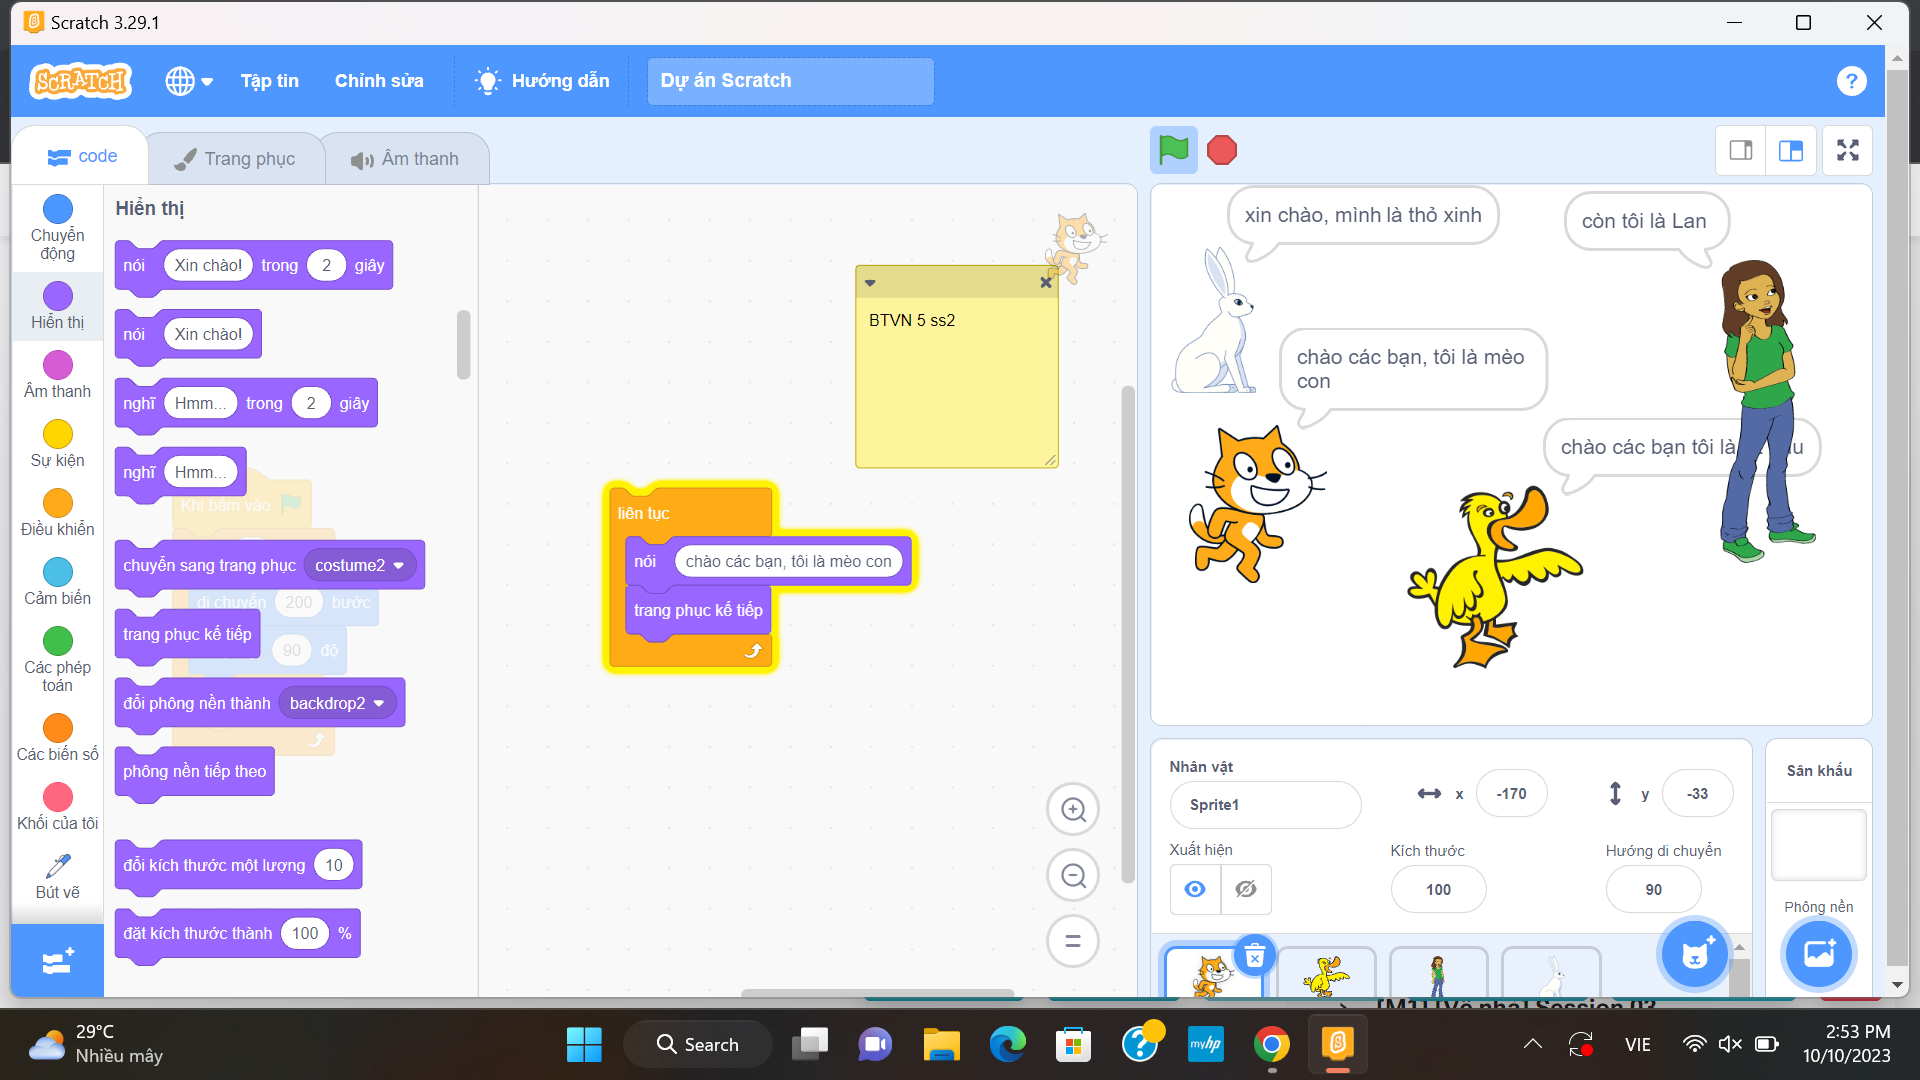 Scratch 3.29.1
SCRATCH
Tập tin
Chỉnh sửa
Hướng dẫn
Dự án Scratch
?
code
Trang phục
Âm thanh
Chuyển
động
Hiển thị
Âm thanh
Sự kiện
Điều khiển
Cảm biến
Các phép
toán
Các biến số
Khối của tôi
Bút vẽ
Hiển thị
nói Xin chào! trong 2 giây
nói Xin chào!
nghĩ Hmm... trong 2 giây
nghĩ Hmm...
Khi bấm vào
chuyển sang trang phục costume2
di chuyển 200 bước
trang phục kế tiếp
90 độ
đổi phông nền thành backdrop2
phông nền tiếp theo
đổi kích thước một lượng 10
đặt kích thước thành 100 %
BTVN 5 ss2
liên tục
nói chào các bạn, tôi là mèo con
trang phục kế tiếp
xin chào, mình là thỏ xinh
còn tôi là Lan
chào các bạn, tôi là mèo
con
chào các bạn tôi là
Nhân vật
Sprite1
x -170
y -33
Xuất hiện
Kích thước
100
Hướng di chuyển
90
Sân khấu
Phông nền
29°C
Nhiều mây
Search
myhp
VIE
2:53 PM
10/10/2023